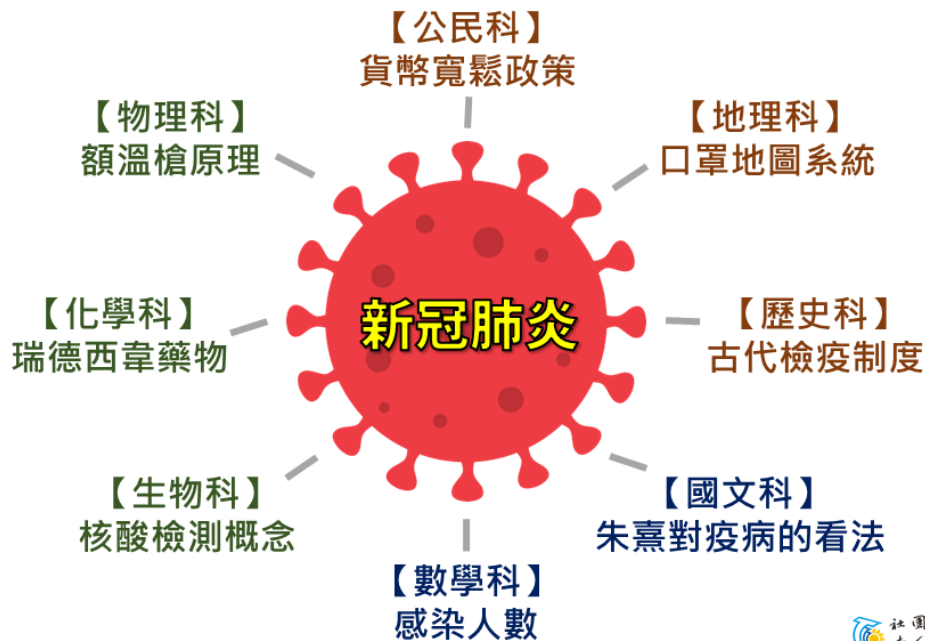 【公民科】
貨幣寬鬆政策
【物理科】
額溫槍原理
【地理科】
口罩地圖系統
【化學科】
瑞德西韋藥物
新冠肺炎
【歷史科】
古代檢疫制度
【生物科】
核酸檢測概念
【國文科】
朱熹對疫病的看法
【數學科】
感染人數
社團